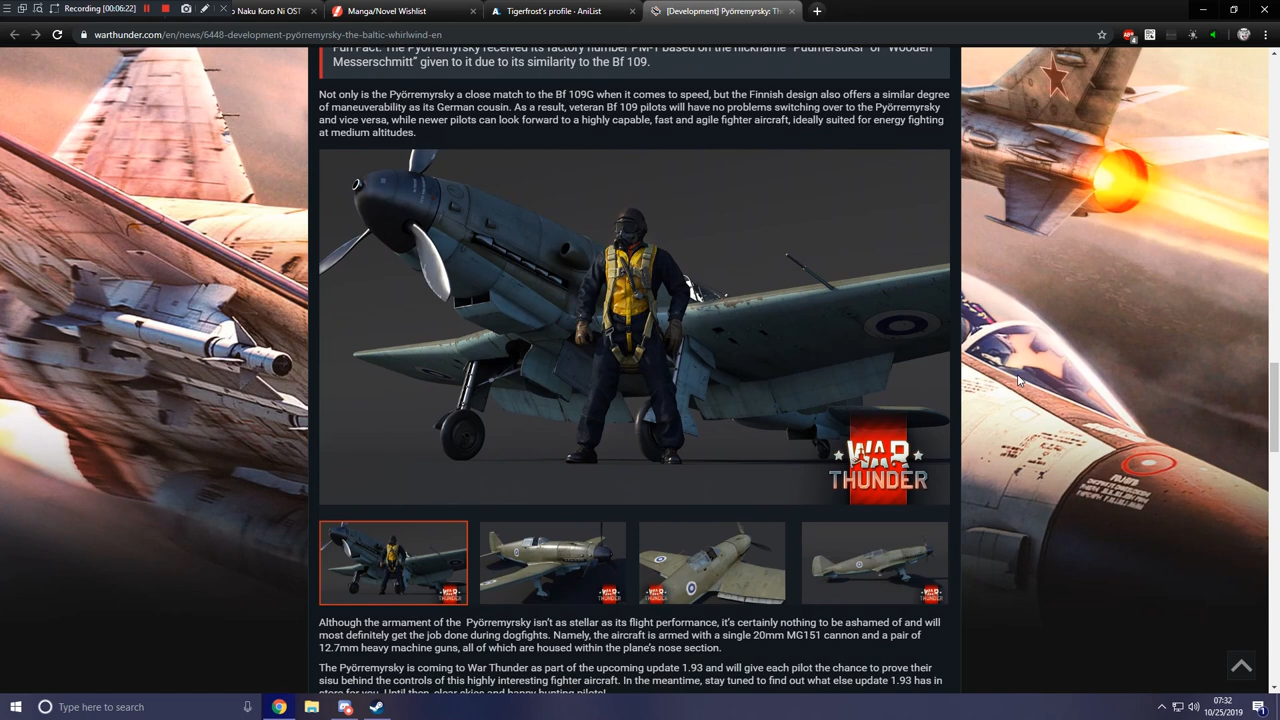 Recording [00:06:22]
Naku Koro Ni OST
Manga/Novel Wishlist
Tigerfrost's profile · AniList
[Development] Pyörremyrsky: The
warthunder.com/en/news/6448-development-pyörremyrsky-the-baltic-whirlwind-en
Fun Fact: The Pyörremyrsky received its factory number PM-1 based on the nickname "Puumersuksi" or "Wooden
Messerschmitt" given to it due to its similarity to the Bf 109.
Not only is the Pyörremyrsky a close match to the Bf 109G when it comes to speed, but the Finnish design also offers a similar degree
of maneuverability as its German cousin. As a result, veteran Bf 109 pilots will have no problems switching over to the Pyörremyrsky
and vice versa, while newer pilots can look forward to a highly capable, fast and agile fighter aircraft, ideally suited for energy fighting
at medium altitudes.
WAR
THUNDER
Although the armament of the Pyörremyrsky isn't as stellar as its flight performance, it's certainly nothing to be ashamed of and will
most definitely get the job done during dogfights. Namely, the aircraft is armed with a single 20mm MG151 cannon and a pair of
12.7mm heavy machine guns, all of which are housed within the plane's nose section.
The Pyörremyrsky is coming to War Thunder as part of the upcoming update 1.93 and will give each pilot the chance to prove their
sisu behind the controls of this highly interesting fighter aircraft. In the meantime, stay tuned to find out what else update 1.93 has in
store for you. Until then, clear skies and happy hunting pilots!
Type here to search
07:32
10/25/2019